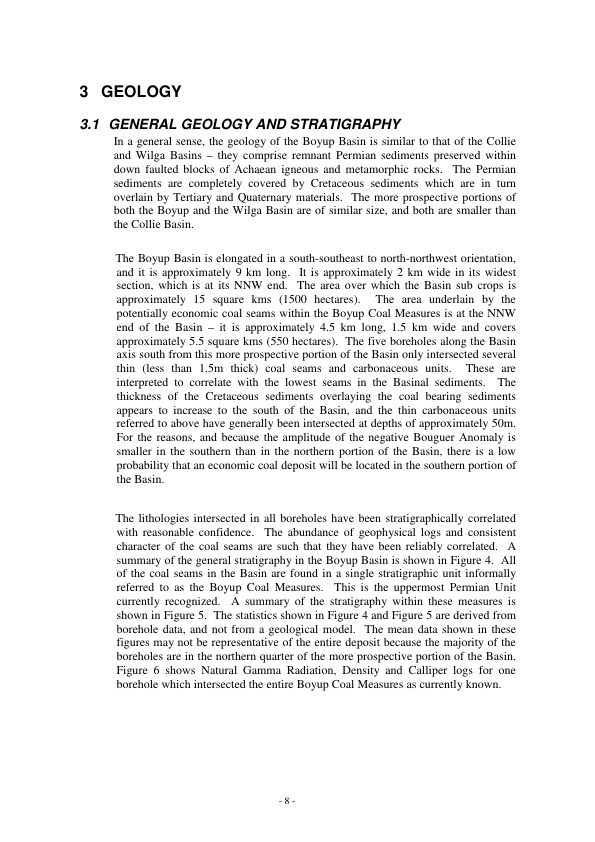 3 GEOLOGY
3.1 GENERAL GEOLOGY AND STRATIGRAPHY
In a general sense, the geology of the Boyup Basin is similar to that of the Collie
and Wilga Basins – they comprise remnant Permian sediments preserved within
down faulted blocks of Achaean igneous and metamorphic rocks. The Permian
sediments are completely covered by Cretaceous sediments which are in turn
overlain by Tertiary and Quaternary materials. The more prospective portions of
both the Boyup and the Wilga Basin are of similar size, and both are smaller than
the Collie Basin.
The Boyup Basin is elongated in a south-southeast to north-northwest orientation,
and it is approximately 9 km long. It is approximately 2 km wide in its widest
section, which is at its NNW end. The area over which the Basin sub crops is
approximately 15 square kms (1500 hectares). The area underlain by the
potentially economic coal seams within the Boyup Coal Measures is at the NNW
end of the Basin – it is approximately 4.5 km long, 1.5 km wide and covers
approximately 5.5 square kms (550 hectares). The five boreholes along the Basin
axis south from this more prospective portion of the Basin only intersected several
thin (less than 1.5m thick) coal seams and carbonaceous units. These are
interpreted to correlate with the lowest seams in the Basinal sediments. The
thickness of the Cretaceous sediments overlaying the coal bearing sediments
appears to increase to the south of the Basin, and the thin carbonaceous units
referred to above have generally been intersected at depths of approximately 50m.
For the reasons, and because the amplitude of the negative Bouguer Anomaly is
smaller in the southern than in the northern portion of the Basin, there is a low
probability that an economic coal deposit will be located in the southern portion of
the Basin.
The lithologies intersected in all boreholes have been stratigraphically correlated
with reasonable confidence. The abundance of geophysical logs and consistent
character of the coal seams are such that they have been reliably correlated. A
summary of the general stratigraphy in the Boyup Basin is shown in Figure 4. All
of the coal seams in the Basin are found in a single stratigraphic unit informally
referred to as the Boyup Coal Measures. This is the uppermost Permian Unit
currently recognized. A summary of the stratigraphy within these measures is
shown in Figure 5. The statistics shown in Figure 4 and Figure 5 are derived from
borehole data, and not from a geological model. The mean data shown in these
figures may not be representative of the entire deposit because the majority of the
boreholes are in the northern quarter of the more prospective portion of the Basin.
Figure 6 shows Natural Gamma Radiation, Density and Calliper logs for one
borehole which intersected the entire Boyup Coal Measures as currently known.
- 8 -